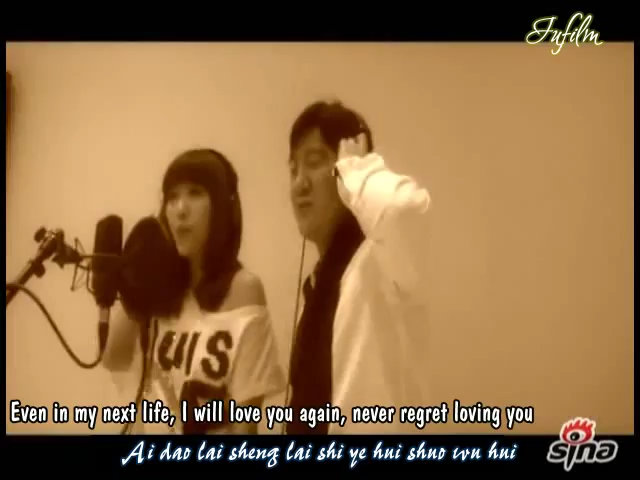 Jufilm
UIS
Even in my next life, I will love you again, never regret loving you
Ai dao lai sheng lai shi ye hui shuo wu hui
sina